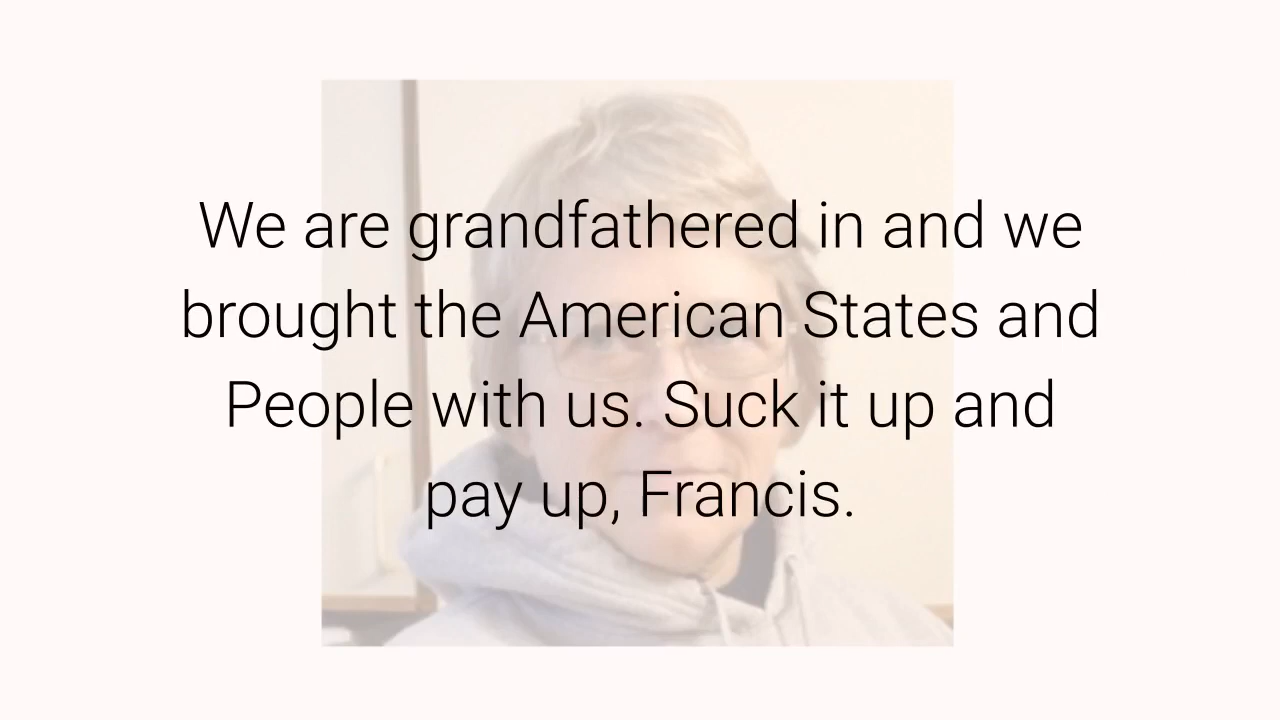 We are grandfathered in and we
brought the American States and
People with us. Suck it up and
pay up, Francis.